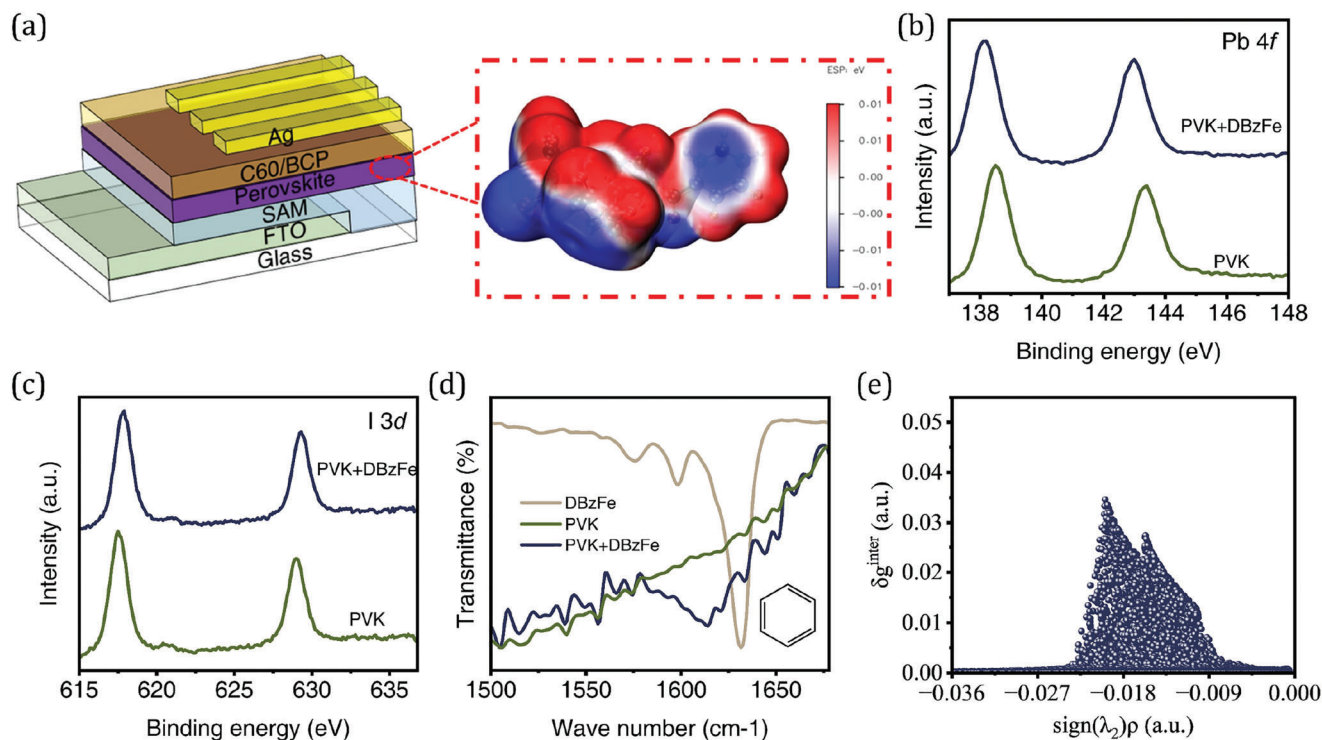 (a)
Ag
C60/BCP
Perovskite
SAM
FTO
Glass
ESP: eV
0.01
0.01
0.00
-0.00
-0.01
-0.01
(b)
Pb 4f
PVK+DBzFe
PVK
Intensity (a.u.)
138 140 142 144 146 148
Binding energy (eV)
(c)
I 3d
PVK+DBzFe
PVK
Intensity (a.u.)
615 620 625 630 635
Binding energy (eV)
(d)
DBzFe
PVK
PVK+DBzFe
Transmittance (%)
1500 1550 1600 1650
Wave number (cm-1)
(e)
0.05
0.04
0.03
0.02
0.01
0.00
δg^inter (a.u.)
−0.036 −0.027 −0.018 −0.009 0.000
sign(λ₂)ρ (a.u.)